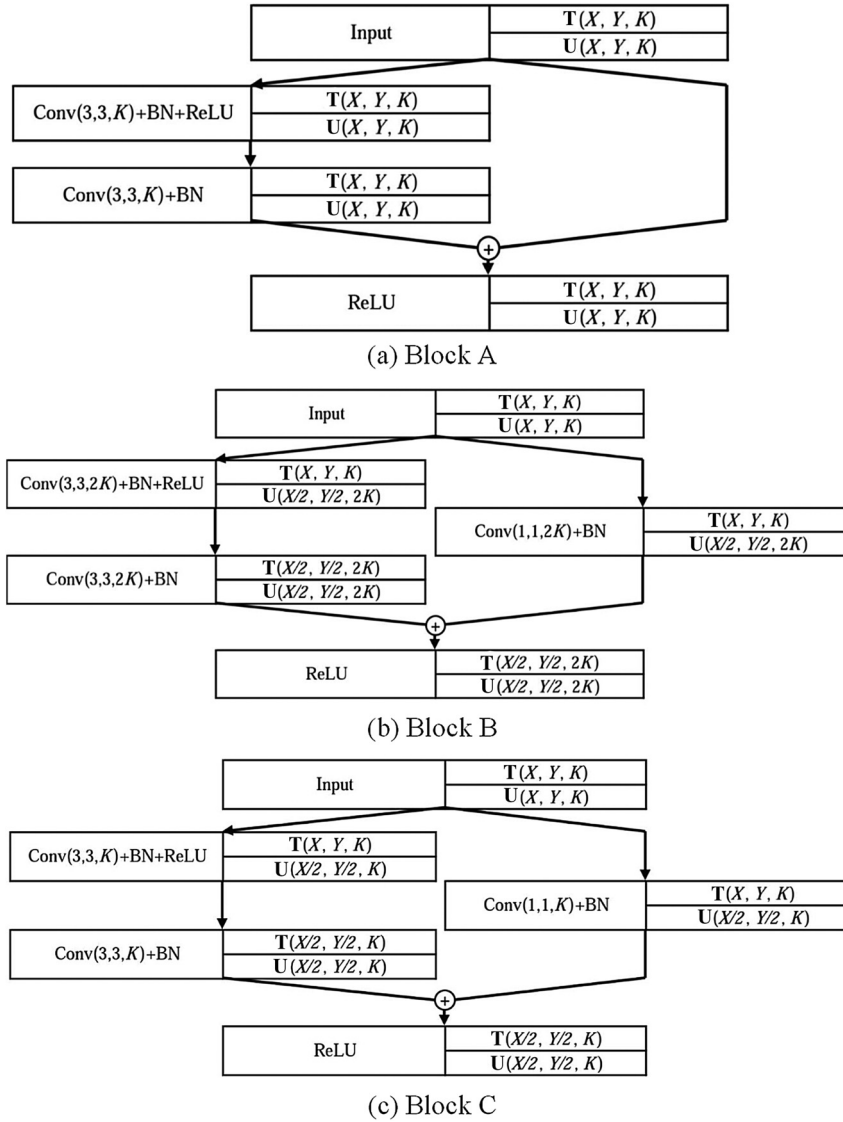 Input
T(X, Y, K)
U(X, Y, K)
Conv(3,3,K)+BN+ReLU
T(X, Y, K)
U(X, Y, K)
Conv(3,3,K)+BN
T(X, Y, K)
U(X, Y, K)
+
ReLU
T(X, Y, K)
U(X, Y, K)
(a) Block A
Input
T(X, Y, K)
U(X, Y, K)
Conv(3,3,2K)+BN+ReLU
T(X, Y, K)
U(X/2, Y/2, 2K)
Conv(1,1,2K)+BN
T(X, Y, K)
U(X/2, Y/2, 2K)
Conv(3,3,2K)+BN
T(X/2, Y/2, 2K)
U(X/2, Y/2, 2K)
+
ReLU
T(X/2, Y/2, 2K)
U(X/2, Y/2, 2K)
(b) Block B
Input
T(X, Y, K)
U(X, Y, K)
Conv(3,3,K)+BN+ReLU
T(X, Y, K)
U(X/2, Y/2, K)
Conv(1,1,K)+BN
T(X, Y, K)
U(X/2, Y/2, K)
Conv(3,3,K)+BN
T(X/2, Y/2, K)
U(X/2, Y/2, K)
+
ReLU
T(X/2, Y/2, K)
U(X/2, Y/2, K)
(c) Block C